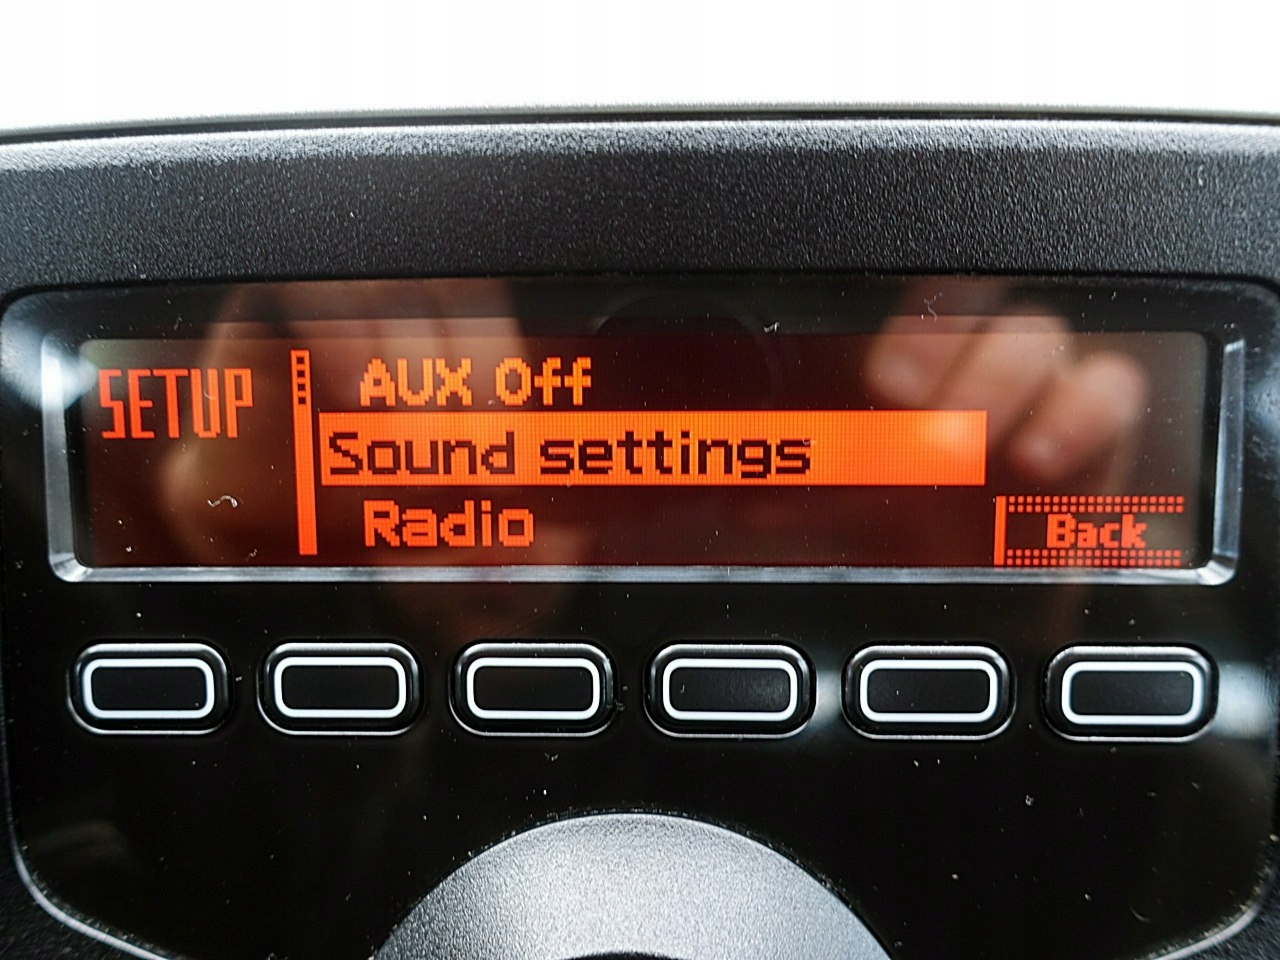 SETUP
AUX Off
Sound settings
Radio
Back